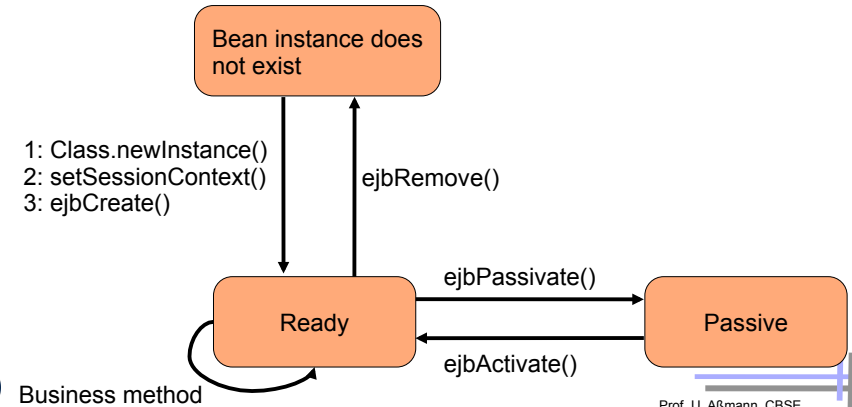 Bean instance does
not exist
1: Class.newInstance()
2: setSessionContext()
3: ejbCreate()
ejbRemove()
ejbPassivate()
Ready
Passive
ejbActivate()
Business method
Prof. U. Aßmann, CBSE